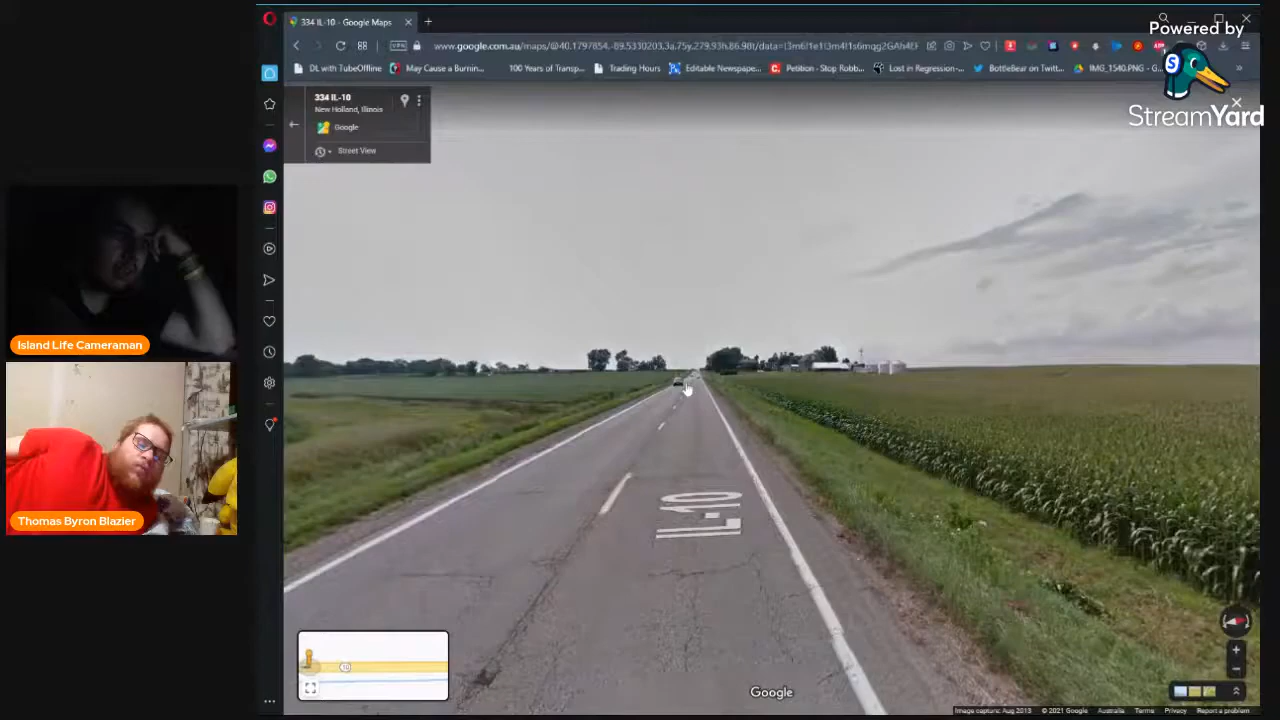 334 IL-10 - Google Maps
Powered by
www.google.com.au/maps/@40.1797854,-89.5330203,3a,75y,279.93h,86.98t/data=
DL with TubeOffline
May Cause a Burnin...
100 Years of Transp...
Trading Hours
Editable Newspape...
Petition - Stop Robb...
Lost in Regression-...
BottleBear on Twitt...
IMG_1540.PNG - G...
StreamYard
334 IL-10
New Holland, Illinois
Google
Street View
Island Life Cameraman
Thomas Byron Blazier
IL-10
Google
Image capture: Aug 2013 © 2021 Google Australia Terms Privacy Report a problem